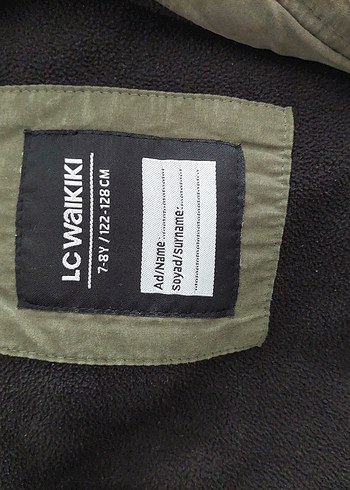 LC WAIKIKI
7-8Y / 122-128 CM
Ad/Name:..........
soyad/surname:..........